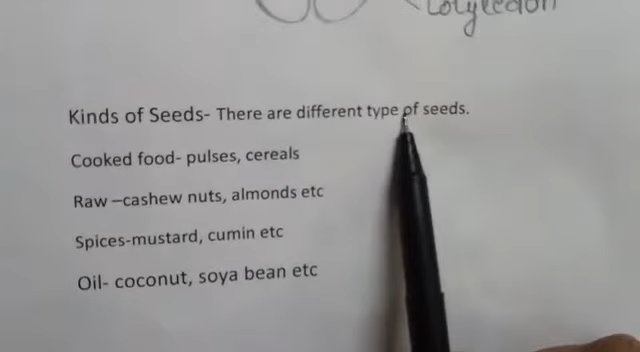 Cotyledon
Kinds of Seeds- There are different type of seeds.
Cooked food- pulses, cereals
Raw –cashew nuts, almonds etc
Spices-mustard, cumin etc
Oil- coconut, soya bean etc